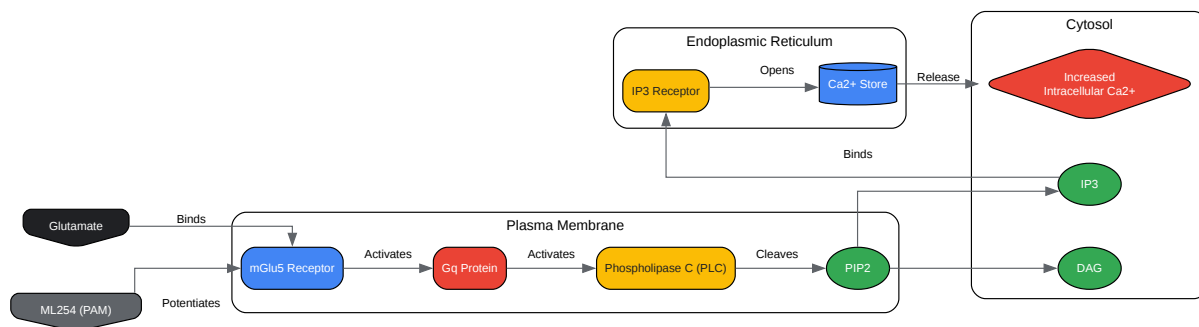 Cytosol
Endoplasmic Reticulum
IP3 Receptor
Opens
Ca2+ Store
Release
Increased
Intracellular Ca2+
Binds
IP3
Glutamate
Binds
Plasma Membrane
mGlu5 Receptor
Activates
Gq Protein
Activates
Phospholipase C (PLC)
Cleaves
PIP2
DAG
ML254 (PAM)
Potentiates